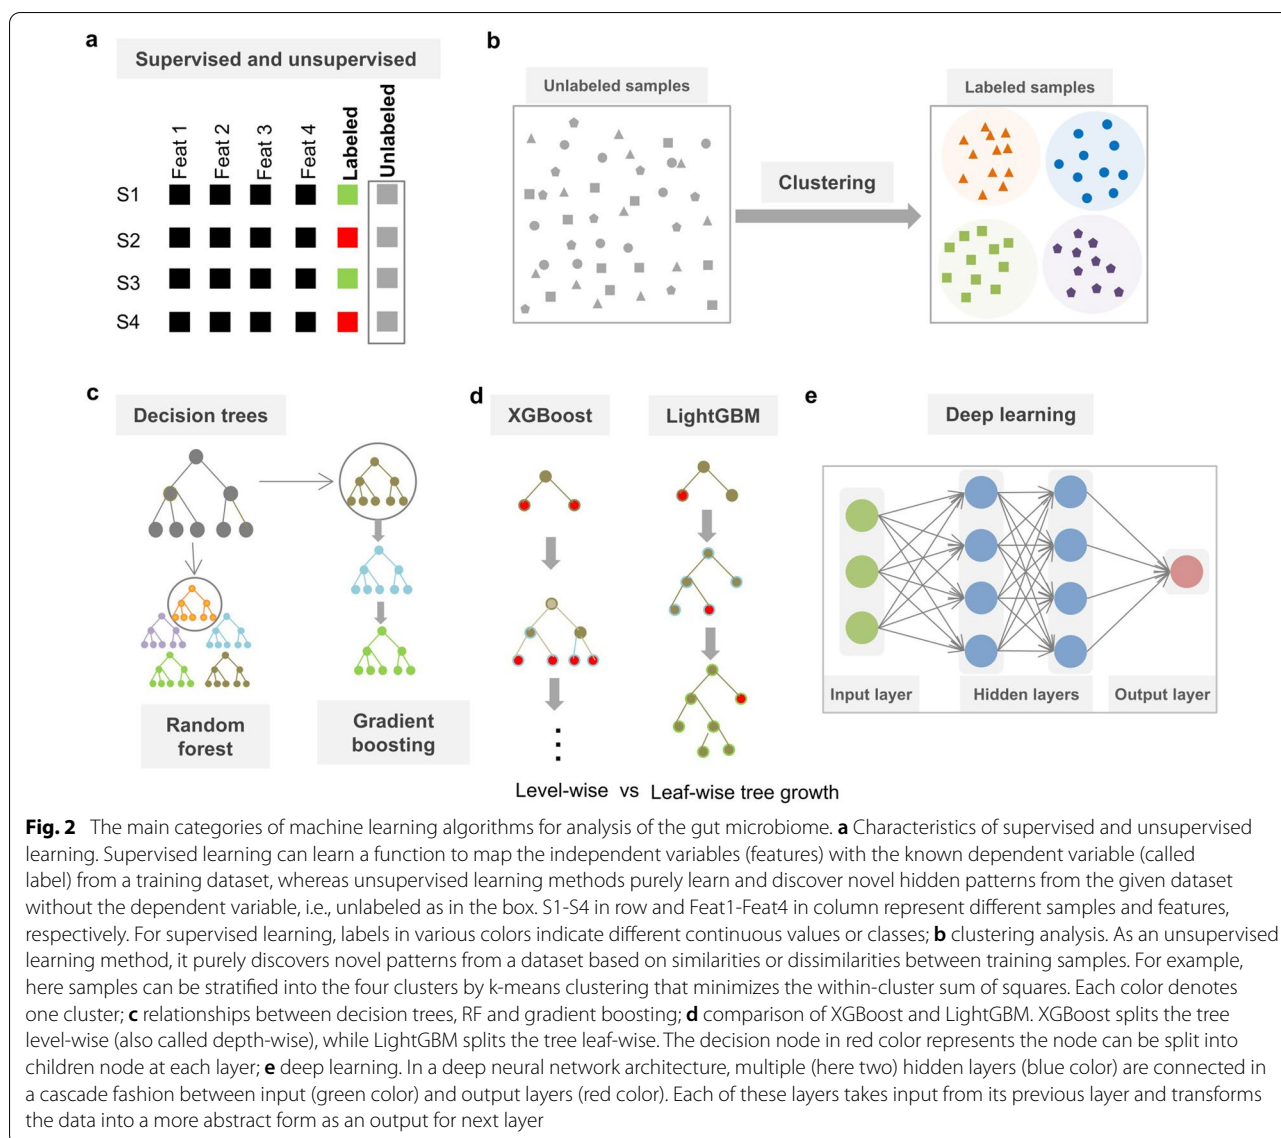 a
Supervised and unsupervised
Feat 1
Feat 2
Feat 3
Feat 4
Labeled
Unlabeled
S1
S2
S3
S4
b
Unlabeled samples
Clustering
Labeled samples
c
Decision trees
Random
forest
Gradient
boosting
d
XGBoost
LightGBM
Level-wise vs Leaf-wise tree growth
e
Deep learning
Input layer
Hidden layers
Output layer
Fig. 2 The main categories of machine learning algorithms for analysis of the gut microbiome. a Characteristics of supervised and unsupervised
learning. Supervised learning can learn a function to map the independent variables (features) with the known dependent variable (called
label) from a training dataset, whereas unsupervised learning methods purely learn and discover novel hidden patterns from the given dataset
without the dependent variable, i.e., unlabeled as in the box. S1-S4 in row and Feat1-Feat4 in column represent different samples and features,
respectively. For supervised learning, labels in various colors indicate different continuous values or classes; b clustering analysis. As an unsupervised
learning method, it purely discovers novel patterns from a dataset based on similarities or dissimilarities between training samples. For example,
here samples can be stratified into the four clusters by k-means clustering that minimizes the within-cluster sum of squares. Each color denotes
one cluster; c relationships between decision trees, RF and gradient boosting; d comparison of XGBoost and LightGBM. XGBoost splits the tree
level-wise (also called depth-wise), while LightGBM splits the tree leaf-wise. The decision node in red color represents the node can be split into
children node at each layer; e deep learning. In a deep neural network architecture, multiple (here two) hidden layers (blue color) are connected in
a cascade fashion between input (green color) and output layers (red color). Each of these layers takes input from its previous layer and transforms
the data into a more abstract form as an output for next layer